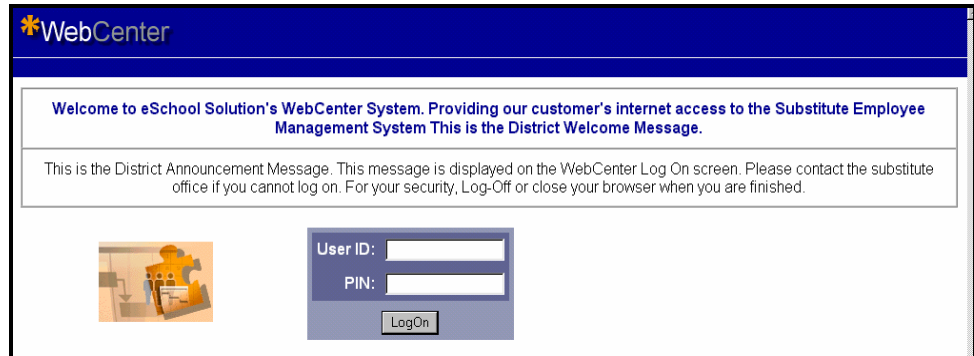 *WebCenter
Welcome to eSchool Solution's WebCenter System. Providing our customer's internet access to the Substitute Employee
Management System This is the District Welcome Message.
This is the District Announcement Message. This message is displayed on the WebCenter Log On screen. Please contact the substitute
office if you cannot log on. For your security, Log-Off or close your browser when you are finished.
User ID:
PIN:
LogOn